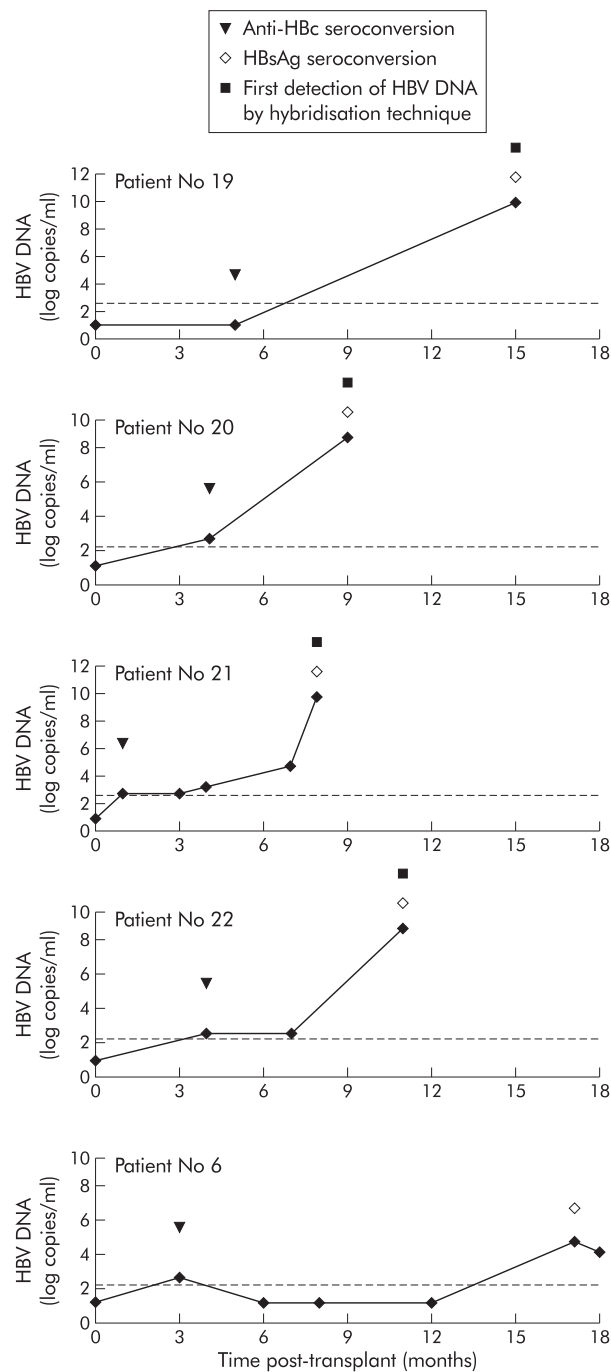 Anti-HBc seroconversion
HBsAg seroconversion
First detection of HBV DNA
by hybridisation technique
Patient No 19
HBV DNA
(log copies/ml)
12
10
8
6
4
2
0
0 3 6 9 12 15 18
Patient No 20
HBV DNA
(log copies/ml)
10
8
6
4
2
0
0 3 6 9 12 15 18
Patient No 21
HBV DNA
(log copies/ml)
12
10
8
6
4
2
0
0 3 6 9 12 15 18
Patient No 22
HBV DNA
(log copies/ml)
10
8
6
4
2
0
0 3 6 9 12 15 18
Patient No 6
HBV DNA
(log copies/ml)
10
8
6
4
2
0
0 3 6 9 12 15 18
Time post-transplant (months)